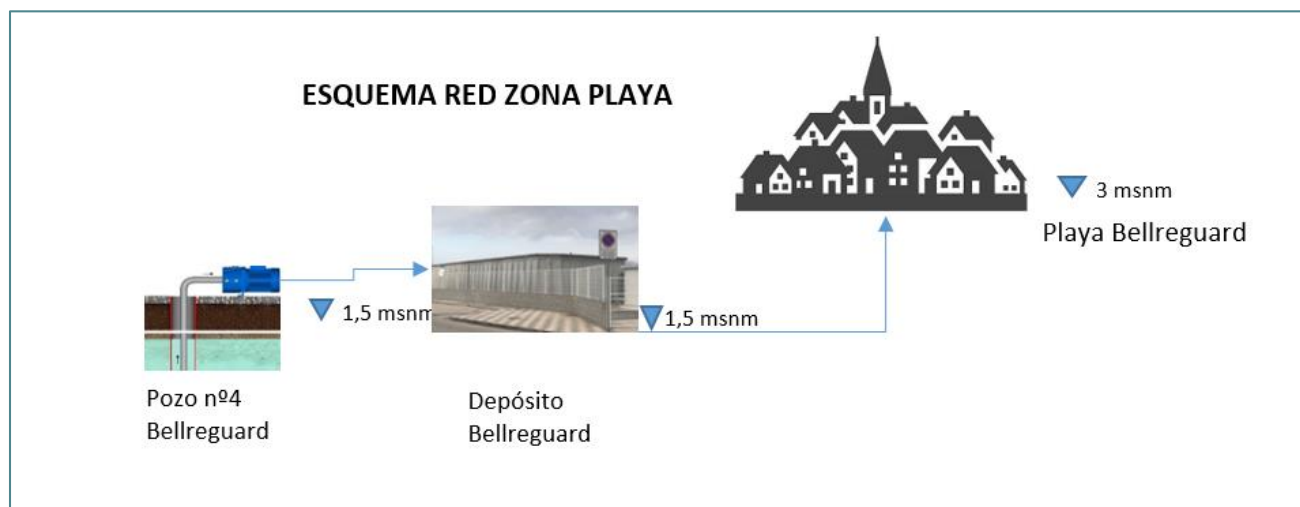 ESQUEMA RED ZONA PLAYA
3 msnm
Playa Bellreguard
1,5 msnm
1,5 msnm
Pozo nº4
Bellreguard
Depósito
Bellreguard